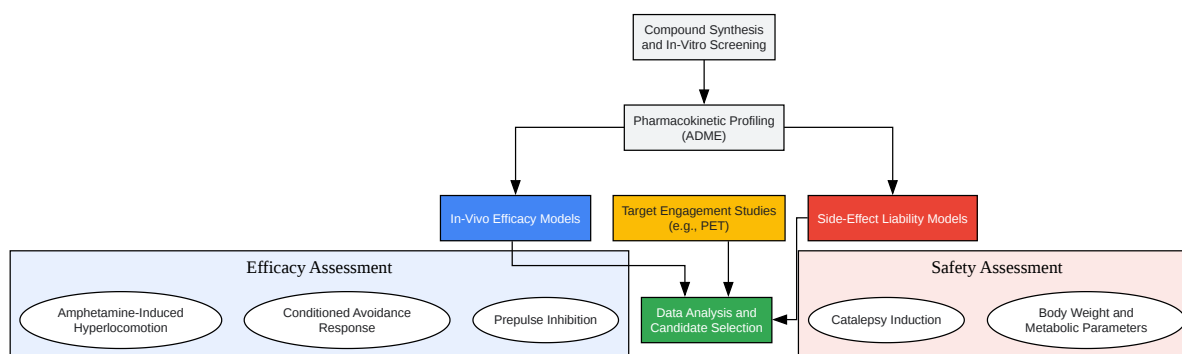 Compound Synthesis
and In-Vitro Screening
Pharmacokinetic Profiling
(ADME)
In-Vivo Efficacy Models
Target Engagement Studies
(e.g., PET)
Side-Effect Liability Models
Efficacy Assessment
Amphetamine-Induced
Hyperlocomotion
Conditioned Avoidance
Response
Prepulse Inhibition
Data Analysis and
Candidate Selection
Safety Assessment
Catalepsy Induction
Body Weight and
Metabolic Parameters